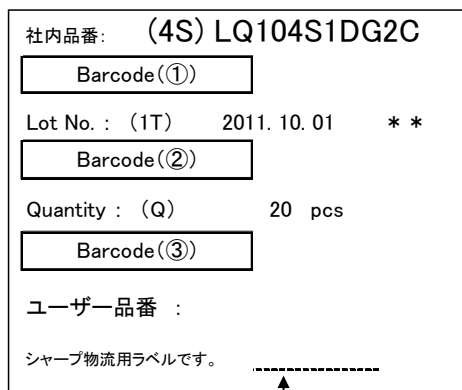 社内品番: (4S) LQ104S1DG2C
Barcode(①)
Lot No. : (1T) 2011. 10. 01 * *
Barcode(②)
Quantity : (Q) 20 pcs
Barcode(③)
ユーザー品番 :
シャープ物流用ラベルです。